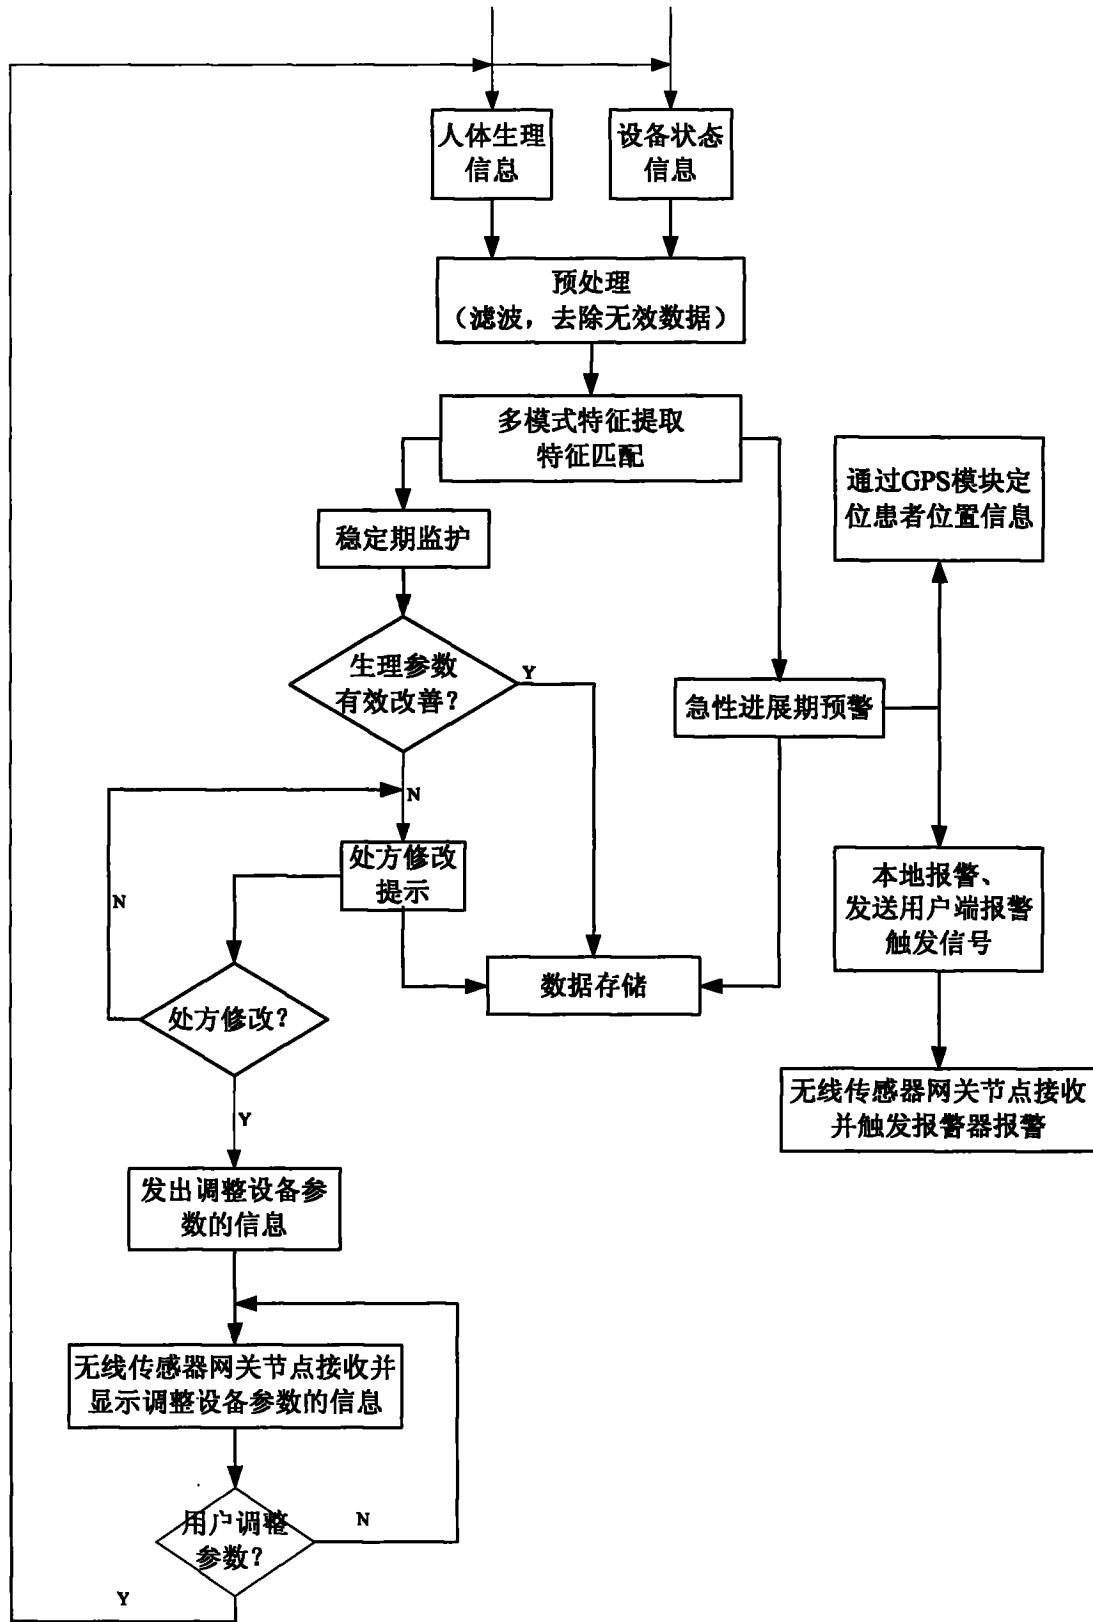 人体生理
信息
设备状态
信息
预处理
（滤波，去除无效数据）
多模式特征提取
特征匹配
通过GPS模块定
位患者位置信息
稳定期监护
生理参数
有效改善？
Y
急性进展期预警
N
处方修改
提示
N
本地报警、
发送用户端报警
触发信号
数据存储
处方修改？
无线传感器网关节点接收
并触发报警器报警
Y
发出调整设备参
数的信息
无线传感器网关节点接收并
显示调整设备参数的信息
用户调整
参数？
N
Y